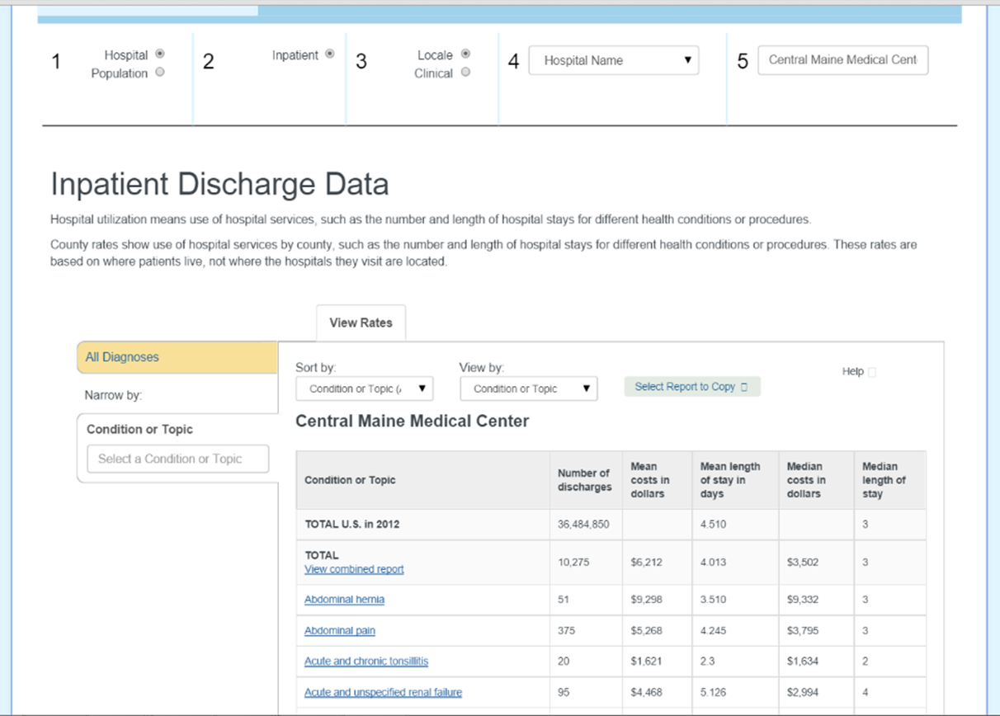 1 Hospital
Population
2 Inpatient
3 Locale
Clinical
4 Hospital Name
5 Central Maine Medical Cent
Inpatient Discharge Data
Hospital utilization means use of hospital services, such as the number and length of hospital stays for different health conditions or procedures.
County rates show use of hospital services by county, such as the number and length of hospital stays for different health conditions or procedures. These rates are
based on where patients live, not where the hospitals they visit are located.
View Rates
All Diagnoses
Narrow by:
Condition or Topic
Select a Condition or Topic
Sort by:
Condition or Topic (
View by:
Condition or Topic
Select Report to Copy
Help
Central Maine Medical Center
Condition or Topic
Number of
discharges
Mean
costs in
dollars
Mean length
of stay in
days
Median
costs in
dollars
Median
length of
stay
TOTAL U.S. in 2012 36,484,850 4.510 3
TOTAL
View combined report 10,275 $6,212 4.013 $3,502 3
Abdominal hernia 51 $9,298 3.510 $9,332 3
Abdominal pain 375 $5,268 4.245 $3,795 3
Acute and chronic tonsillitis 20 $1,621 2.3 $1,634 2
Acute and unspecified renal failure 95 $4,468 5.126 $2,994 4